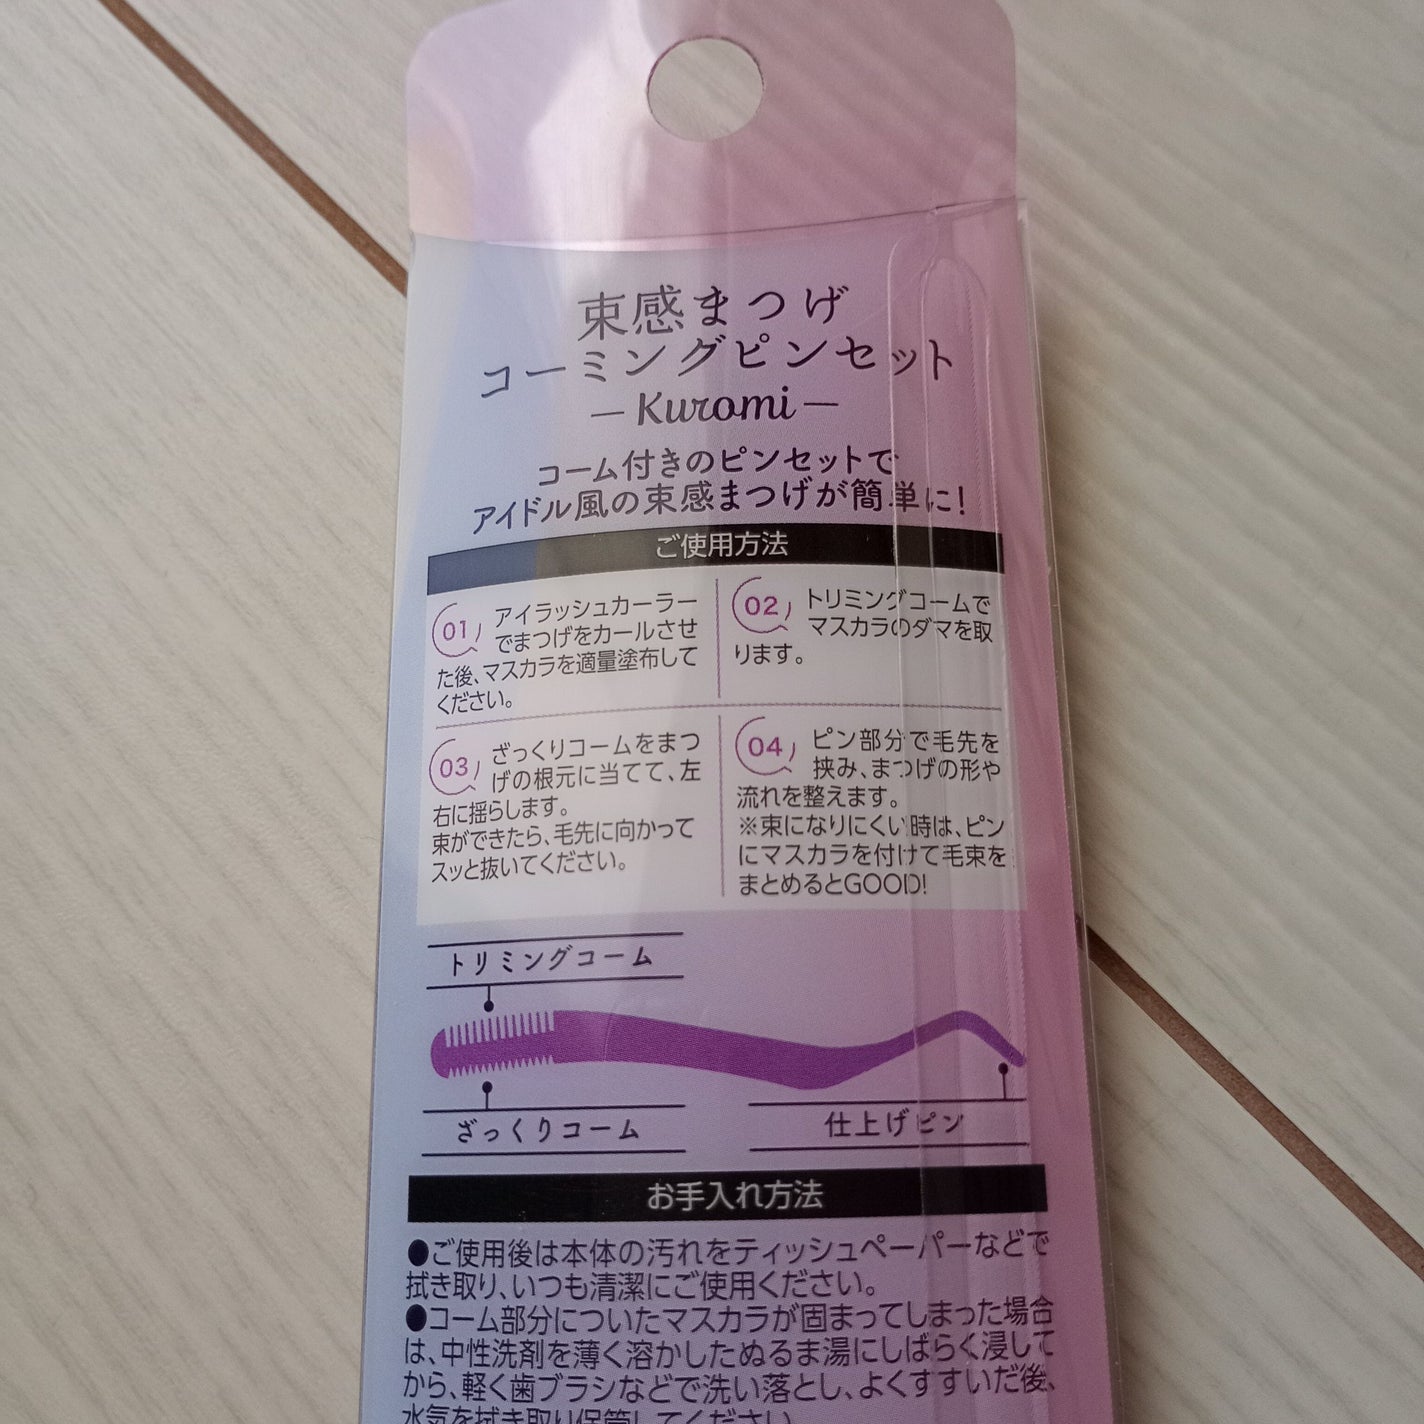 束感まつげ
コーミングピンセット
—Kuromi—
コーム付きのピンセットで
アイドル風の束感まつげが簡単に!
ご使用方法
01 アイラッシュカーラー
でまつげをカールさせ
た後、マスカラを適量塗布して
ください。
02 トリミングコームで
マスカラのダマを取
ります。
03 ざっくりコームをまつ
げの根元に当てて、左
右に揺らします。
束ができたら、毛先に向かって
スッと抜いてください。
04 ピン部分で毛先を
挟み、まつげの形や
流れを整えます。
※束になりにくい時は、ピン
にマスカラを付けて毛束を
まとめるとGOOD!
トリミングコーム
ざっくりコーム
仕上げピン
お手入れ方法
●ご使用後は本体の汚れをティッシュペーパーなどで
拭き取り、いつも清潔にご使用ください。
●コーム部分についたマスカラが固まってしまった場合
は、中性洗剤を薄く溶かしたぬるま湯にしばらく浸して
から、軽く歯ブラシなどで洗い落とし、よくすすいだ後、
水気を拭き取り保管してください。